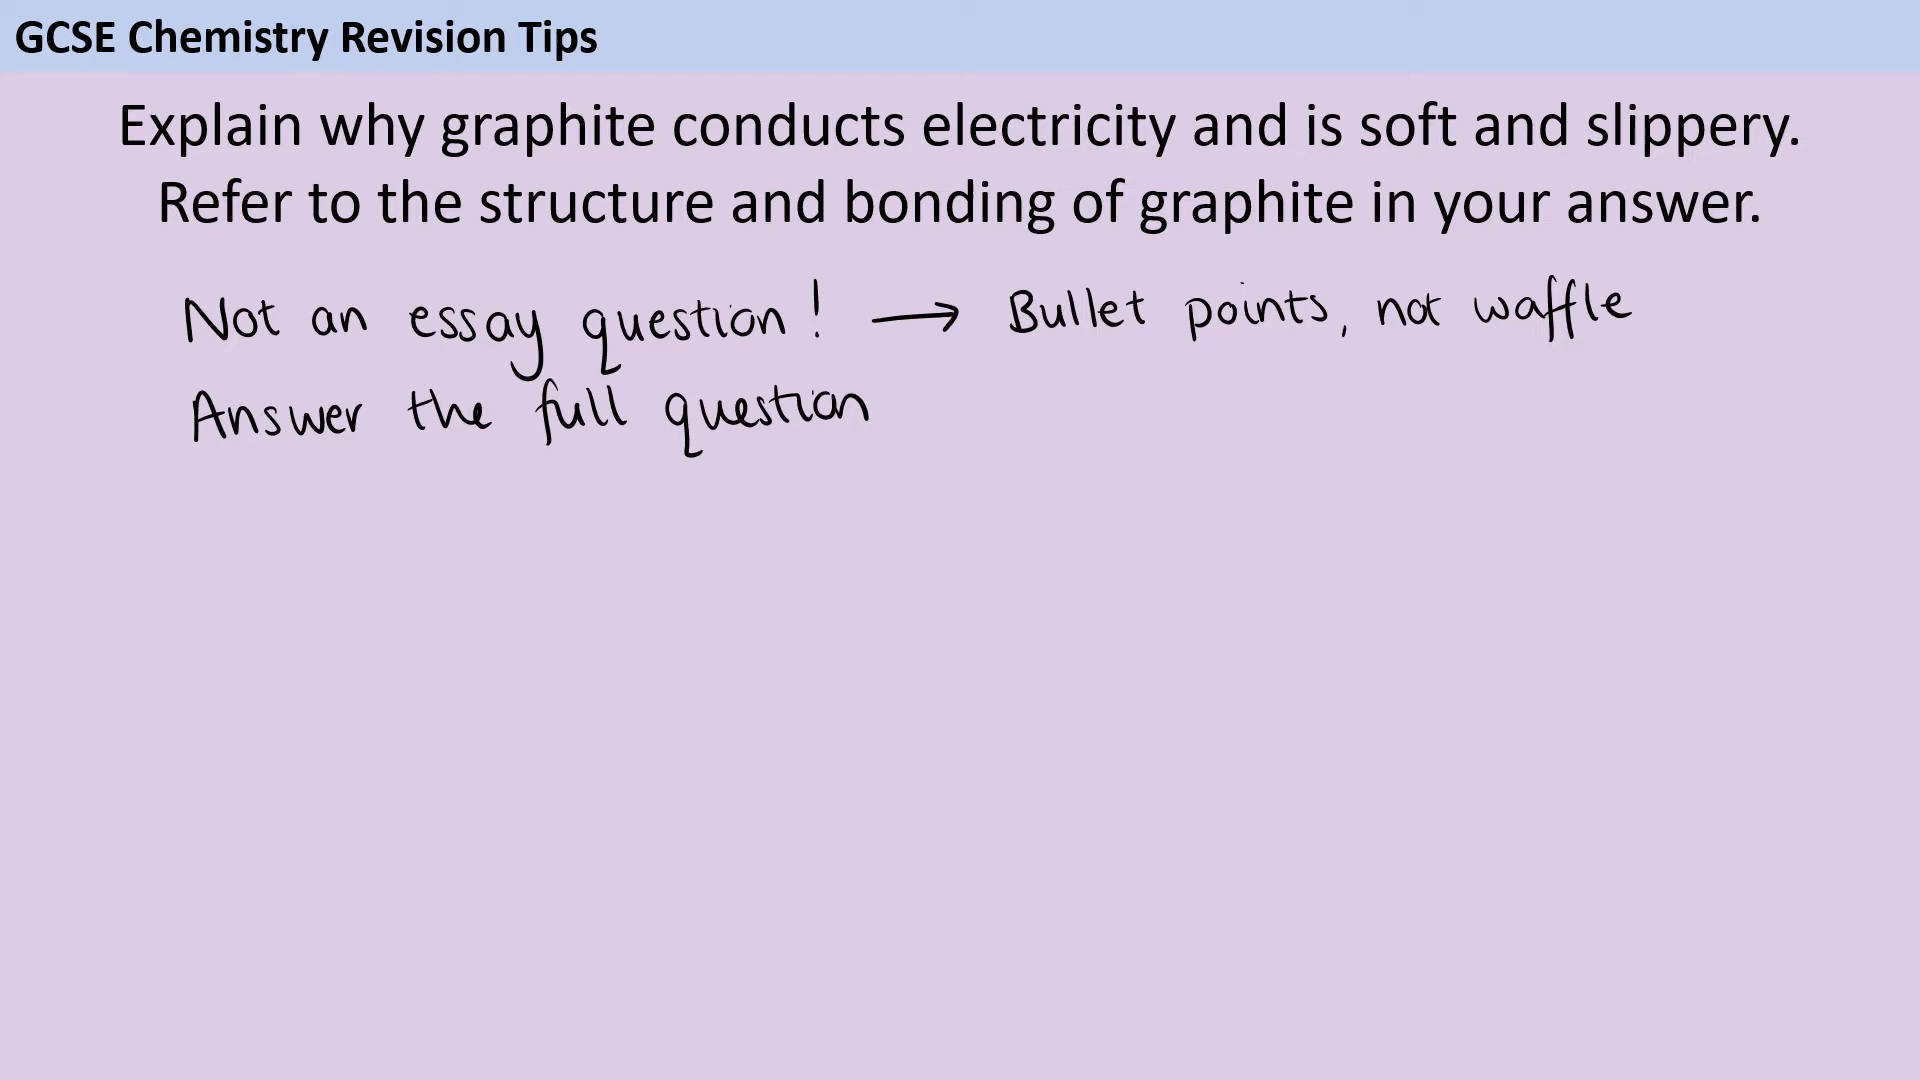 GCSE Chemistry Revision Tips
Explain why graphite conducts electricity and is soft and slippery.
Refer to the structure and bonding of graphite in your answer.
Not an essay question! → Bullet points, not waffle
Answer the full question